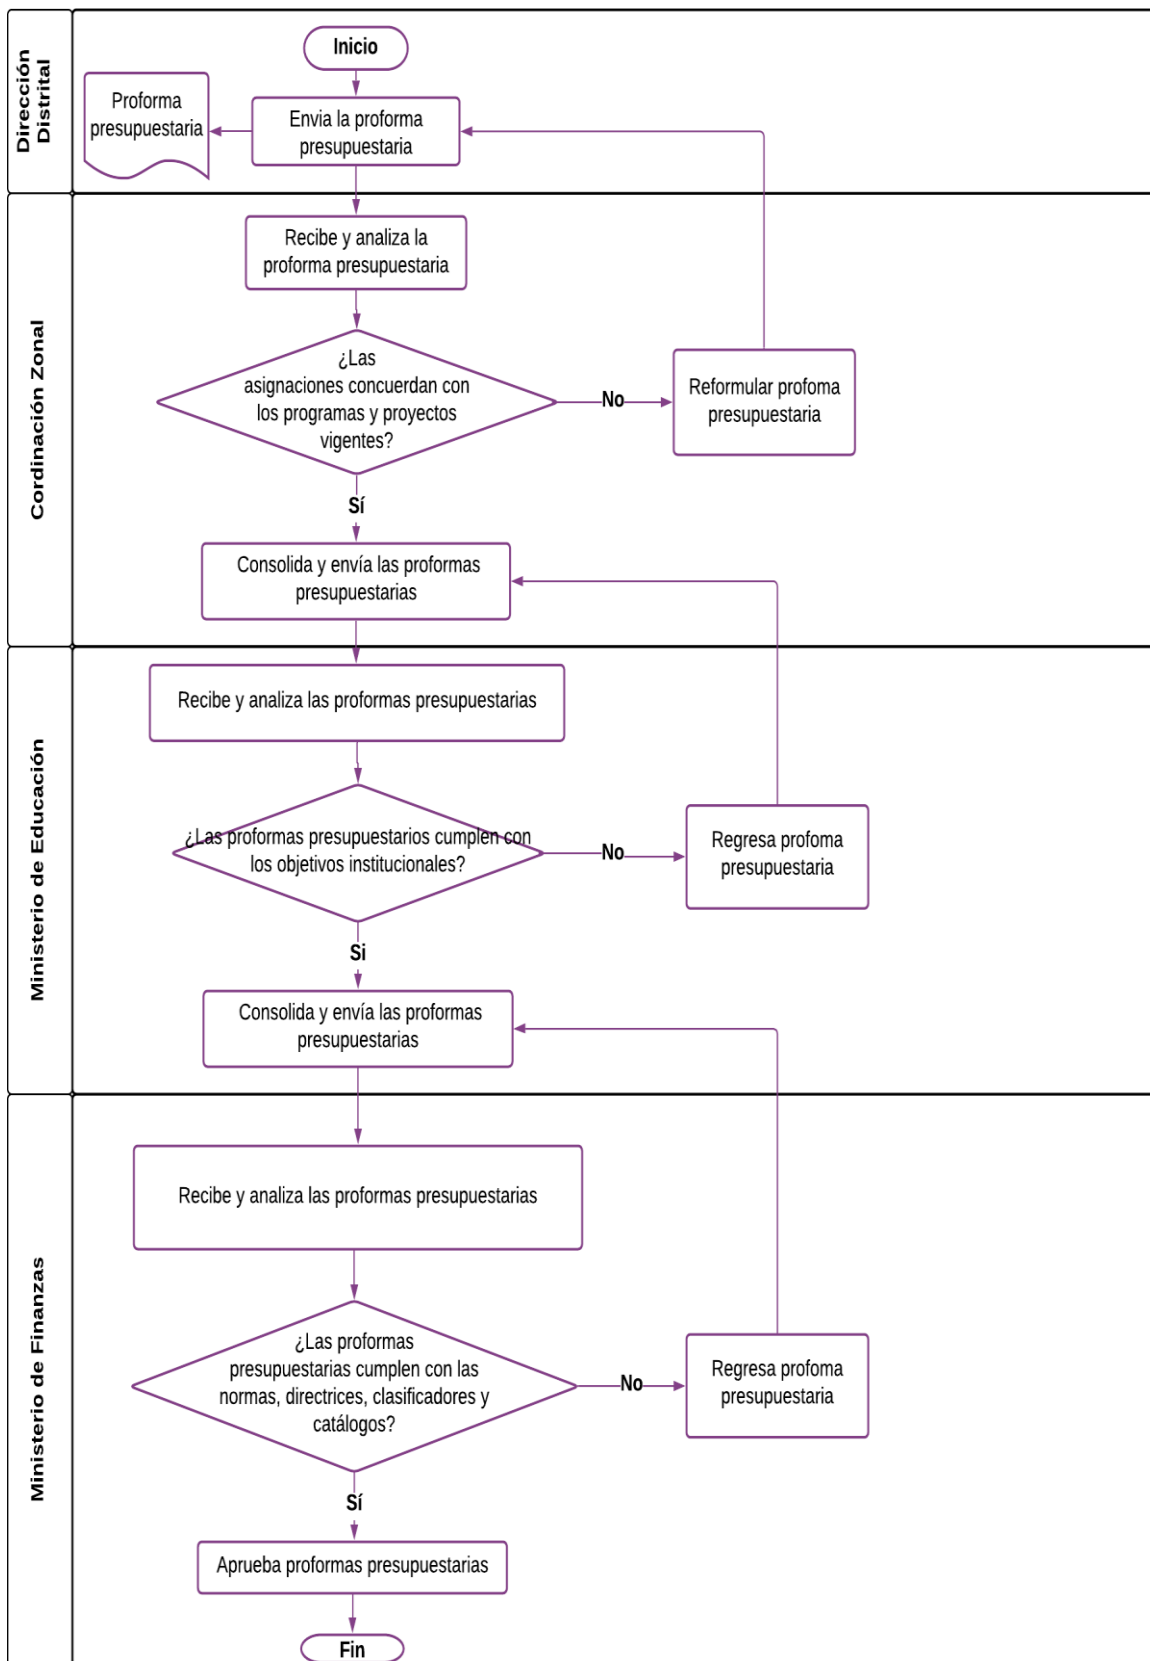 Dirección
Distrital
Inicio
Proforma
presupuestaria
Envia la proforma
presupuestaria
Cordinación Zonal
Recibe y analiza la
proforma presupuestaria
¿Las
asignaciones concuerdan con
los programas y proyectos
vigentes?
No
Reformular profoma
presupuestaria
Sí
Consolida y envía las proformas
presupuestarias
Ministerio de Educación
Recibe y analiza las proformas presupuestarias
¿Las proformas presupuestarios cumplen con
los objetivos institucionales?
No
Regresa profoma
presupuestaria
Si
Consolida y envía las proformas
presupuestarias
Ministerio de Finanzas
Recibe y analiza las proformas presupuestarias
¿Las proformas
presupuestarias cumplen con las
normas, directrices, clasificadores y
catálogos?
No
Regresa profoma
presupuestaria
Sí
Aprueba proformas presupuestarias
Fin